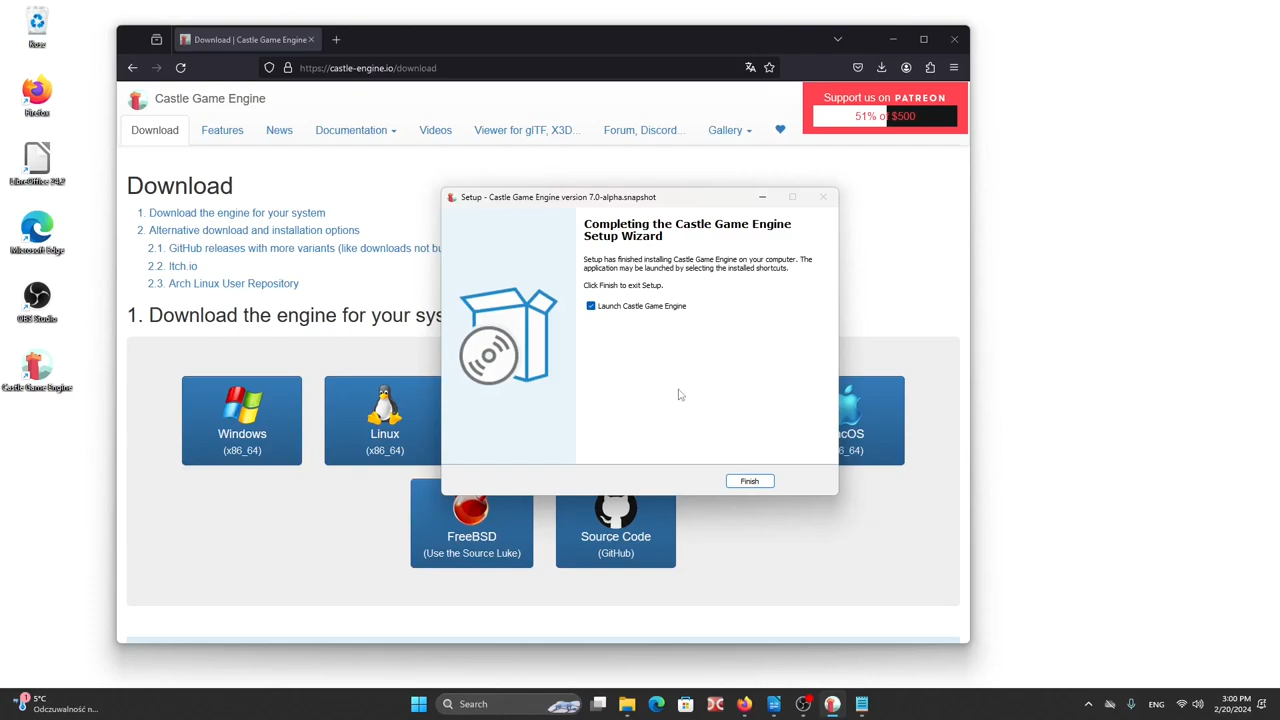 Kosz
Firefox
LibreOffice 24.2
Microsoft Edge
OBS Studio
Castle Game Engine
Download | Castle Game Engine
https://castle-engine.io/download
Castle Game Engine
Support us on PATREON
51% of $500
Download
Features
News
Documentation
Videos
Viewer for glTF, X3D...
Forum, Discord...
Gallery
Download
1. Download the engine for your system
2. Alternative download and installation options
2.1. GitHub releases with more variants (like downloads not bu
2.2. Itch.io
2.3. Arch Linux User Repository
1. Download the engine for your sys
Windows
(x86_64)
Linux
(x86_64)
acOS
_64)
FreeBSD
(Use the Source Luke)
Source Code
(GitHub)
Setup - Castle Game Engine version 7.0-alpha.snapshot
Completing the Castle Game Engine
Setup Wizard
Setup has finished installing Castle Game Engine on your computer. The
application may be launched by selecting the installed shortcuts.
Click Finish to exit Setup.
Launch Castle Game Engine
Finish
1
5°C
Odczuwalność n...
Search
ENG
3:00 PM
2/20/2024